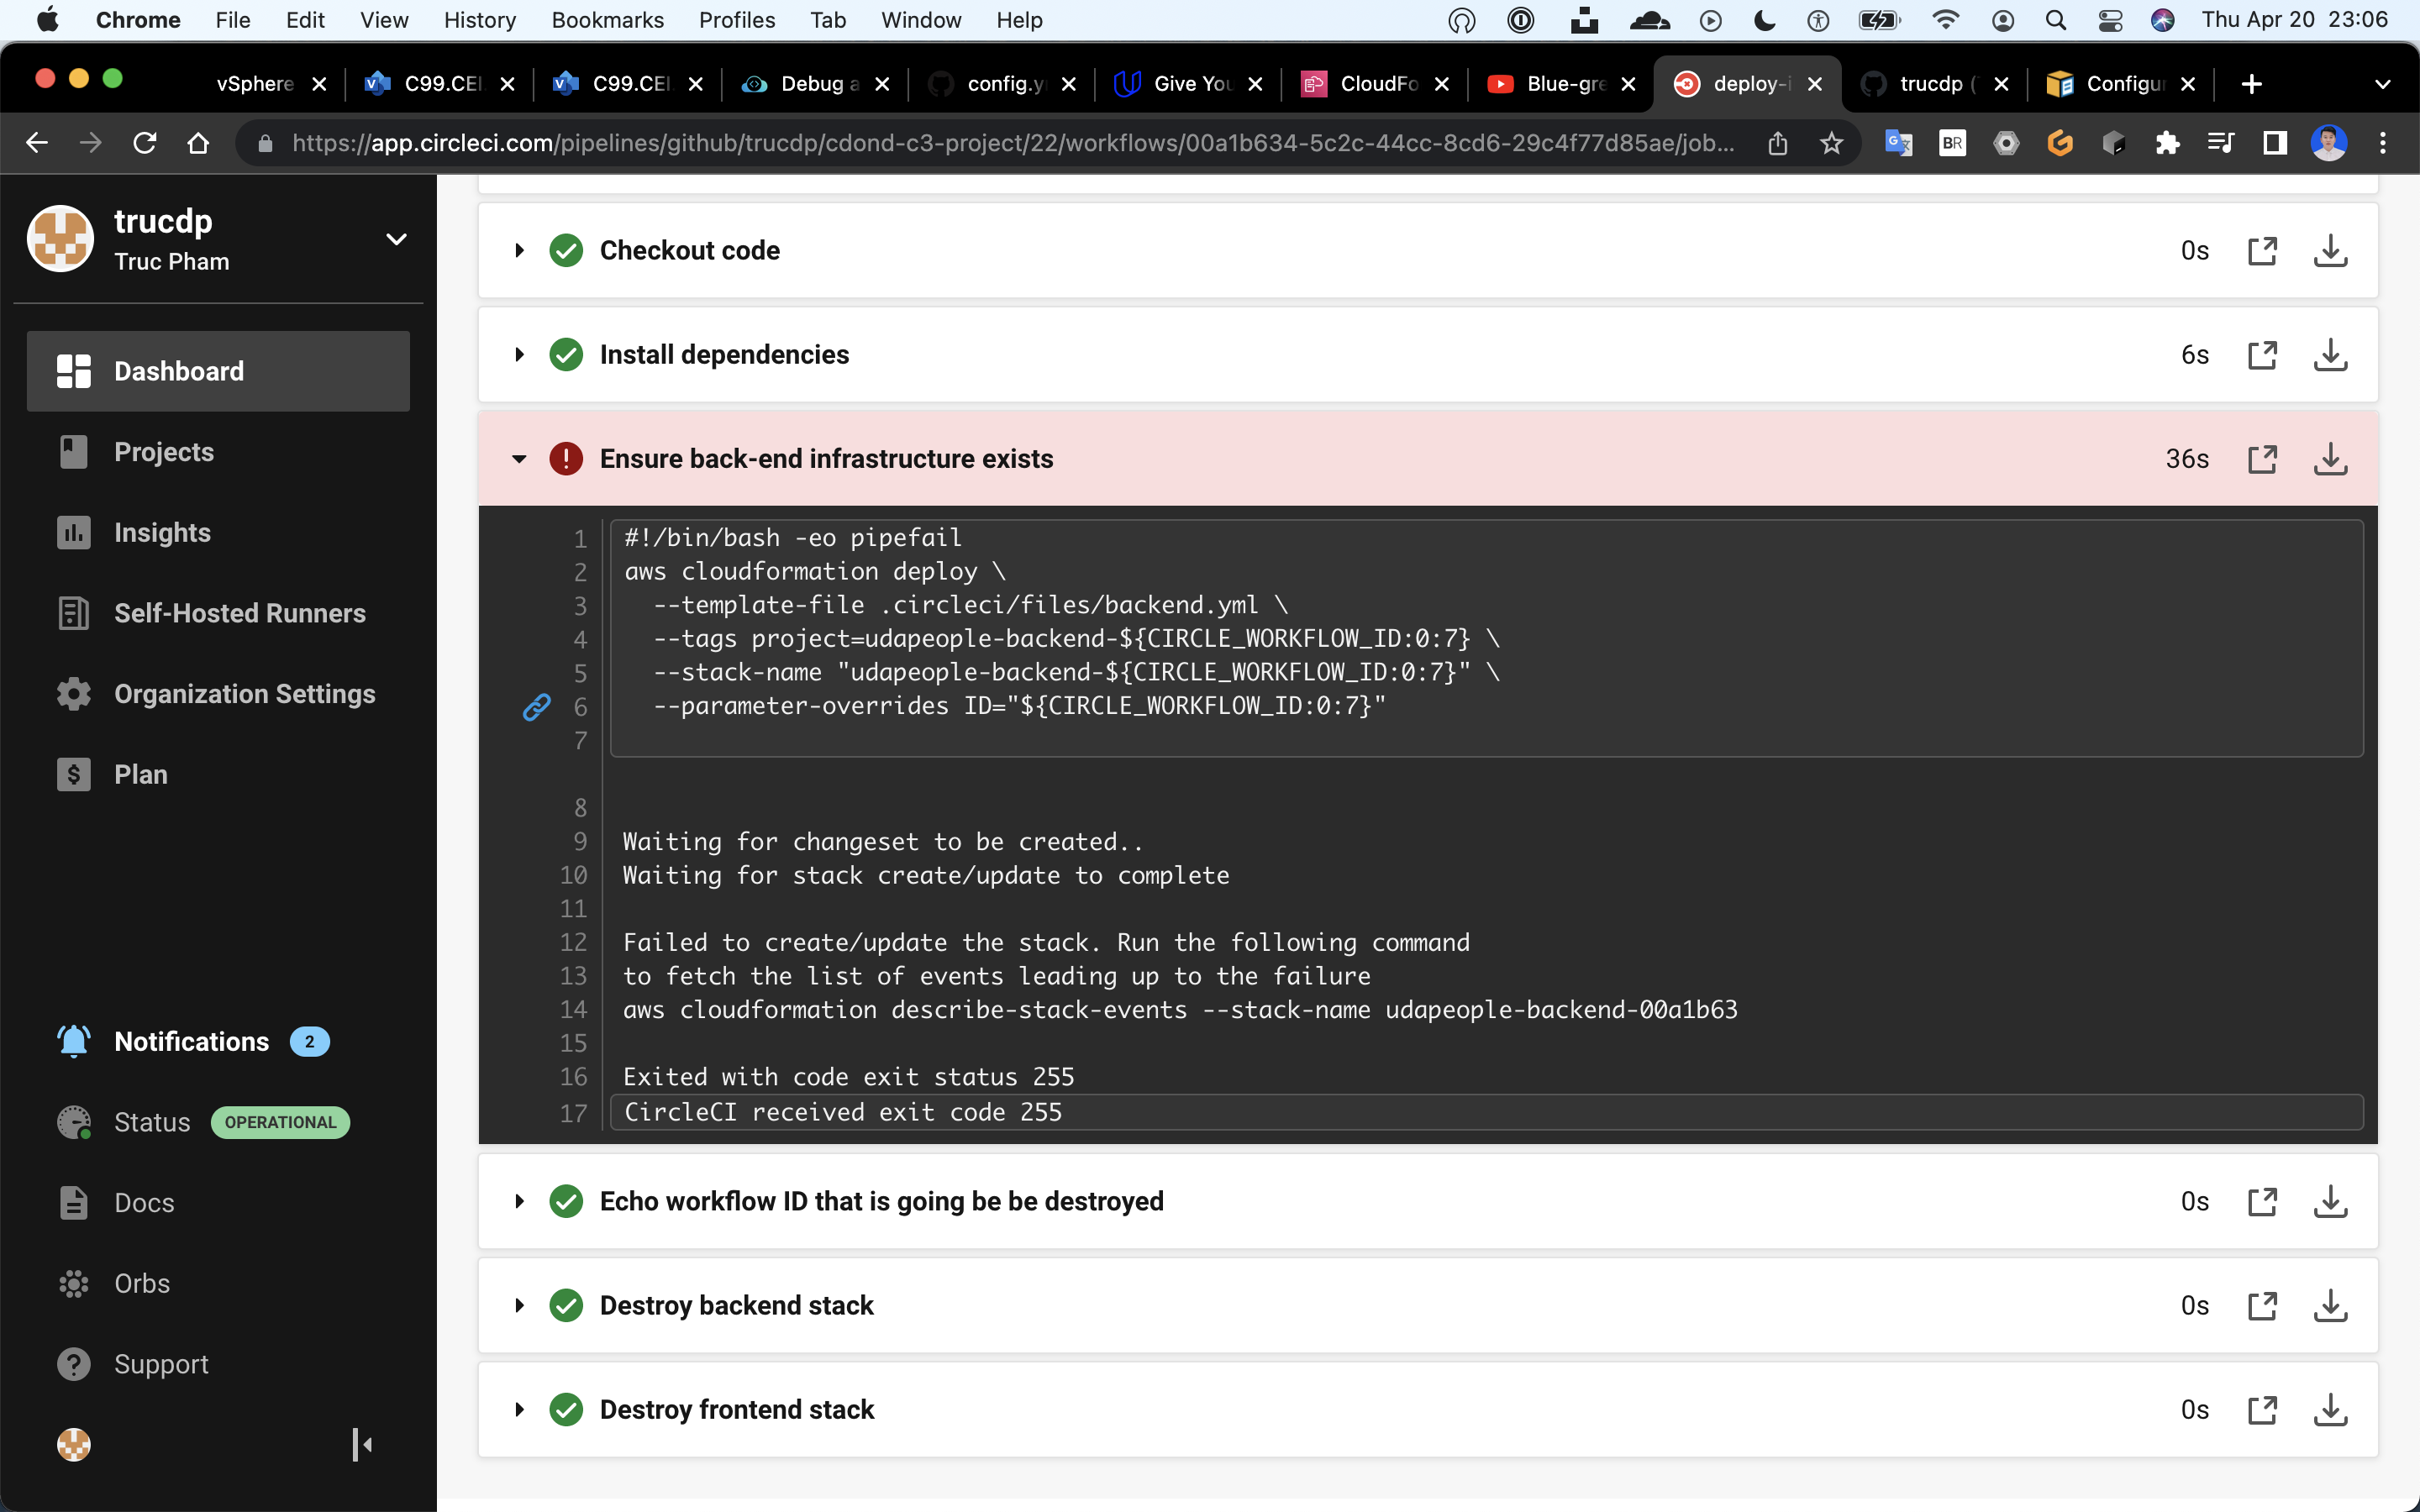 Chrome File Edit View History Bookmarks Profiles Tab Window Help Thu Apr 20 23:06
vSphere C99.CEI. C99.CEI. Debug a config.y Give You CloudFo Blue-gre deploy-i trucdp ( Configur
https://app.circleci.com/pipelines/github/trucdp/cdond-c3-project/22/workflows/00a1b634-5c2c-44cc-8cd6-29c4f77d85ae/job... BR
trucdp
Truc Pham
Dashboard
Projects
Insights
Self-Hosted Runners
Organization Settings
Plan
Notifications 2
Status OPERATIONAL
Docs
Orbs
Support
Checkout code 0s
Install dependencies 6s
Ensure back-end infrastructure exists 36s
1 #!/bin/bash -eo pipefail
2 aws cloudformation deploy \
3 --template-file .circleci/files/backend.yml \
4 --tags project=udapeople-backend-${CIRCLE_WORKFLOW_ID:0:7} \
5 --stack-name "udapeople-backend-${CIRCLE_WORKFLOW_ID:0:7}" \
6 --parameter-overrides ID="${CIRCLE_WORKFLOW_ID:0:7}"
7
8
9 Waiting for changeset to be created..
10 Waiting for stack create/update to complete
11
12 Failed to create/update the stack. Run the following command
13 to fetch the list of events leading up to the failure
14 aws cloudformation describe-stack-events --stack-name udapeople-backend-00a1b63
15
16 Exited with code exit status 255
17 CircleCI received exit code 255
Echo workflow ID that is going be be destroyed 0s
Destroy backend stack 0s
Destroy frontend stack 0s